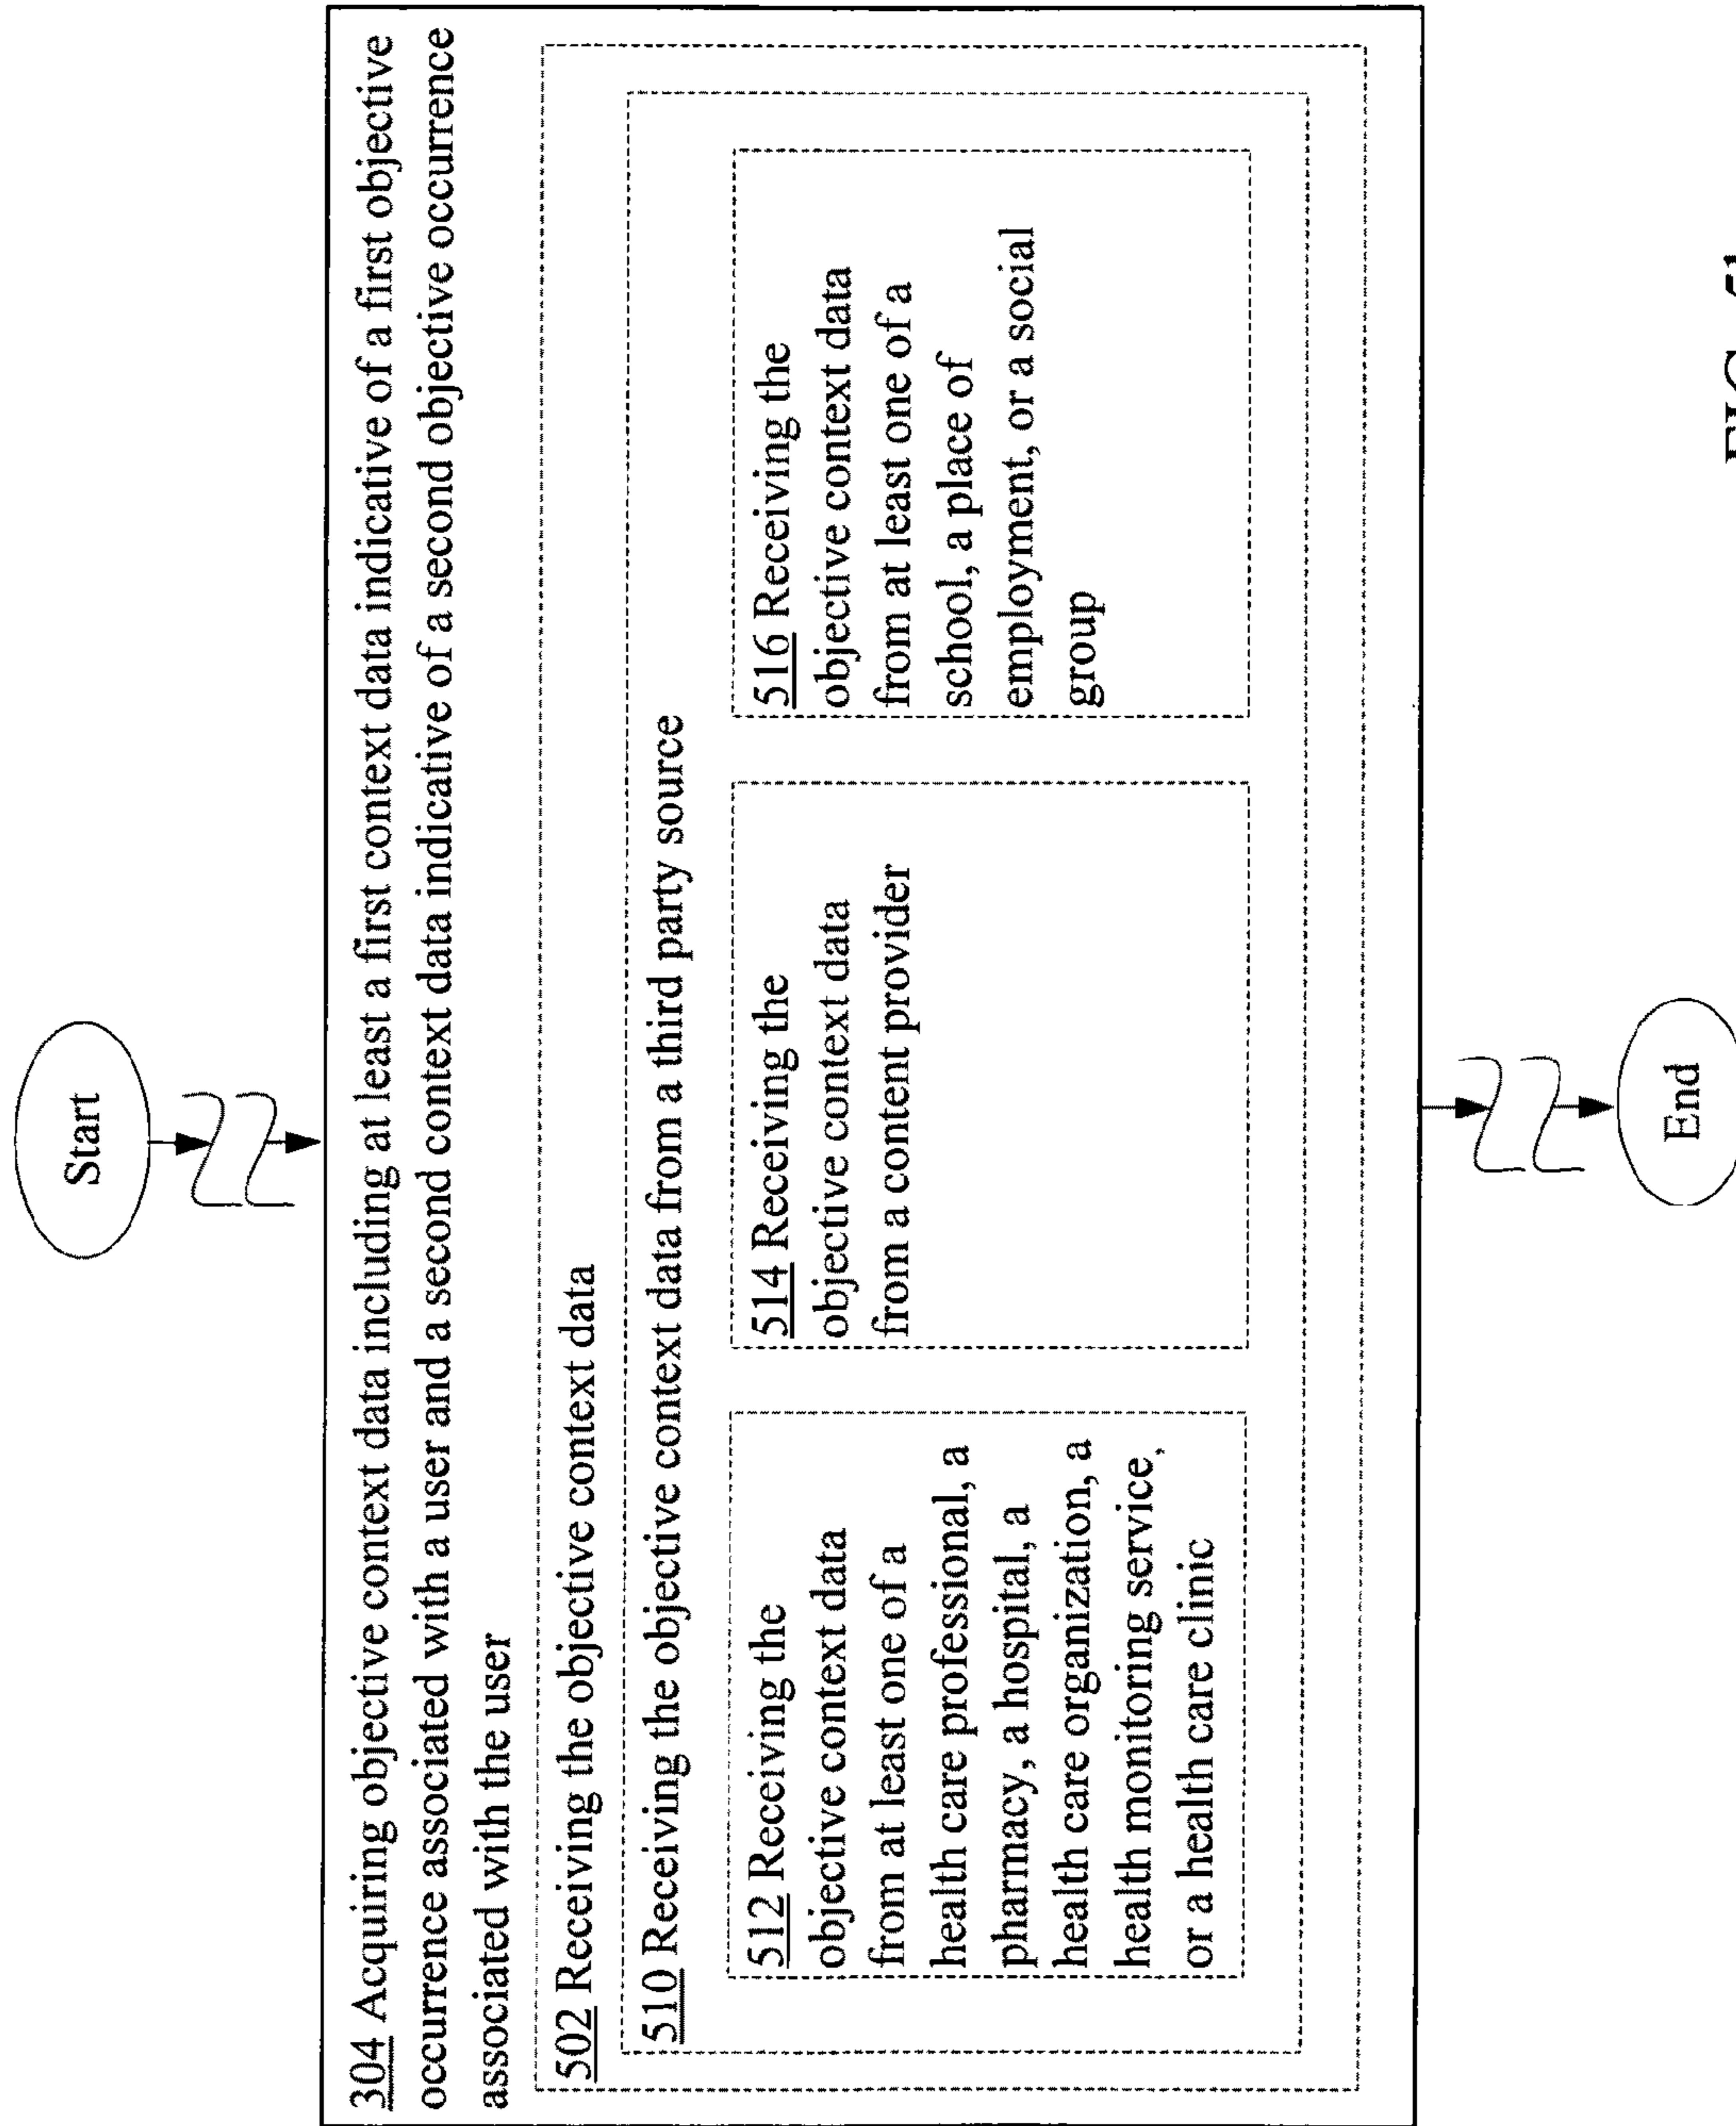 Start
304 Acquiring objective context data including at least a first context data indicative of a first objective
occurrence associated with a user and a second context data indicative of a second objective occurrence
associated with the user
502 Receiving the objective context data
510 Receiving the objective context data from a third party source
512 Receiving the
objective context data
from at least one of a
health care professional, a
pharmacy, a hospital, a
health care organization, a
health monitoring service,
or a health care clinic
514 Receiving the
objective context data
from a content provider
516 Receiving the
objective context data
from at least one of a
school, a place of
employment, or a social
group
End
FIG